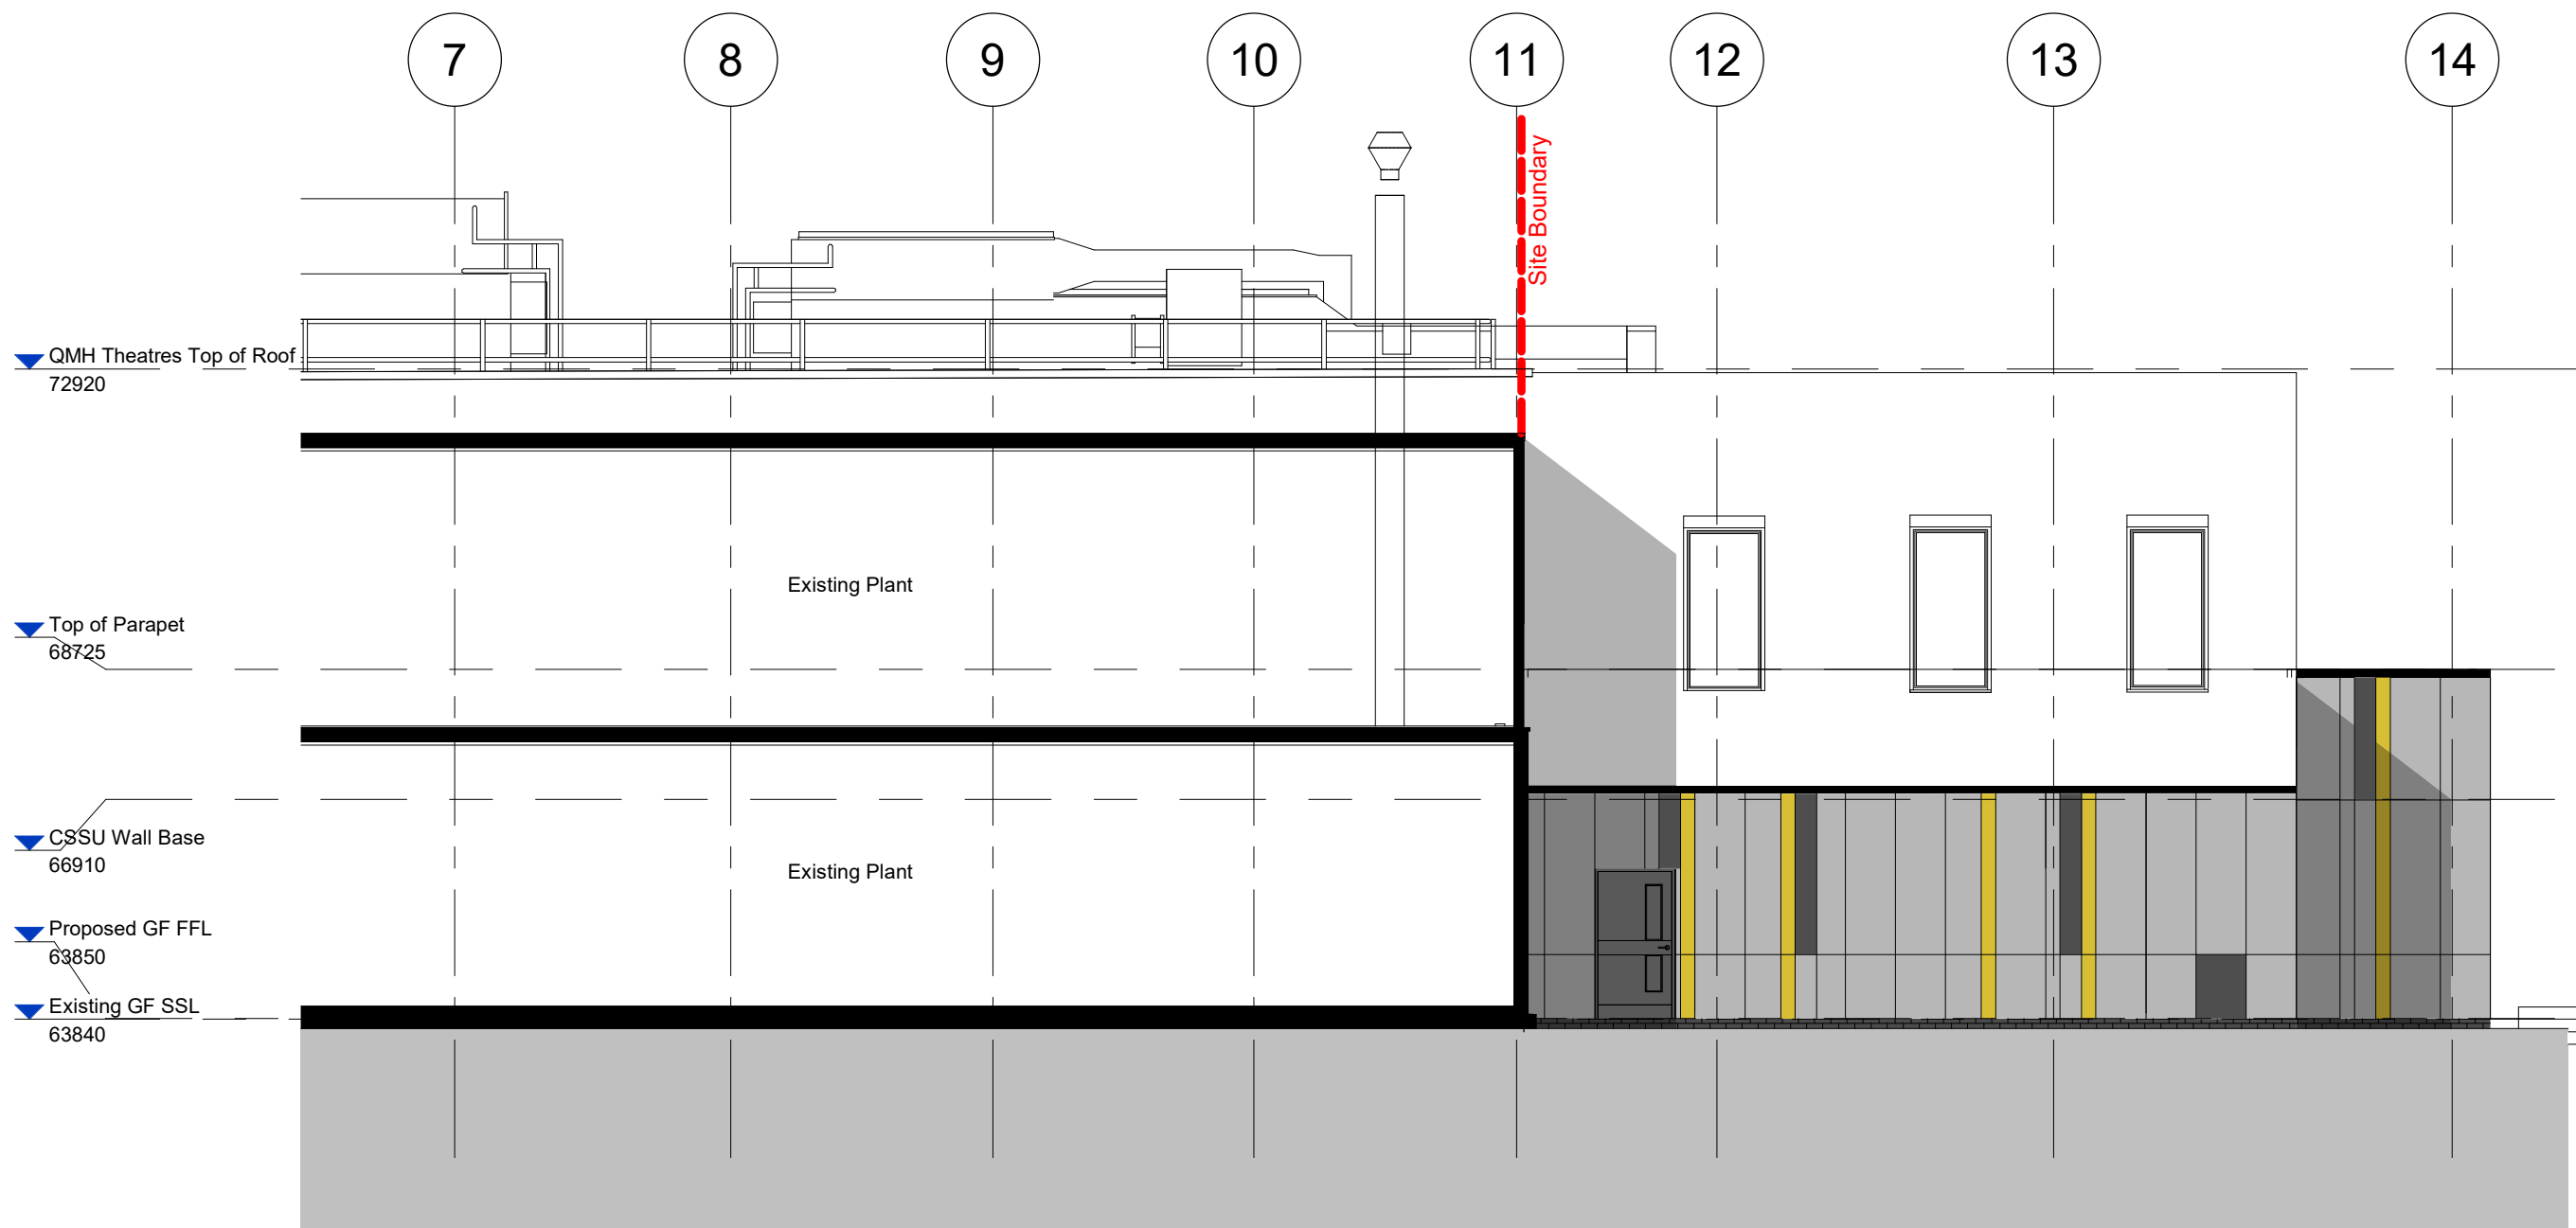 7 8 9 10 11 12 13 14
Site Boundary
QMH Theatres Top of Roof
72920
Existing Plant
Top of Parapet
68725
CSSU Wall Base
66910
Existing Plant
Proposed GF FFL
63850
Existing GF SSL
63840